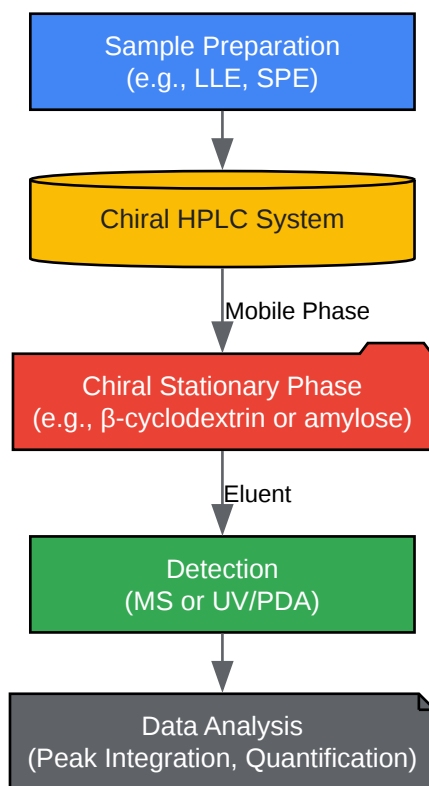 Sample Preparation
(e.g., LLE, SPE)
Chiral HPLC System
Mobile Phase
Chiral Stationary Phase
(e.g., β-cyclodextrin or amylose)
Eluent
Detection
(MS or UV/PDA)
Data Analysis
(Peak Integration, Quantification)